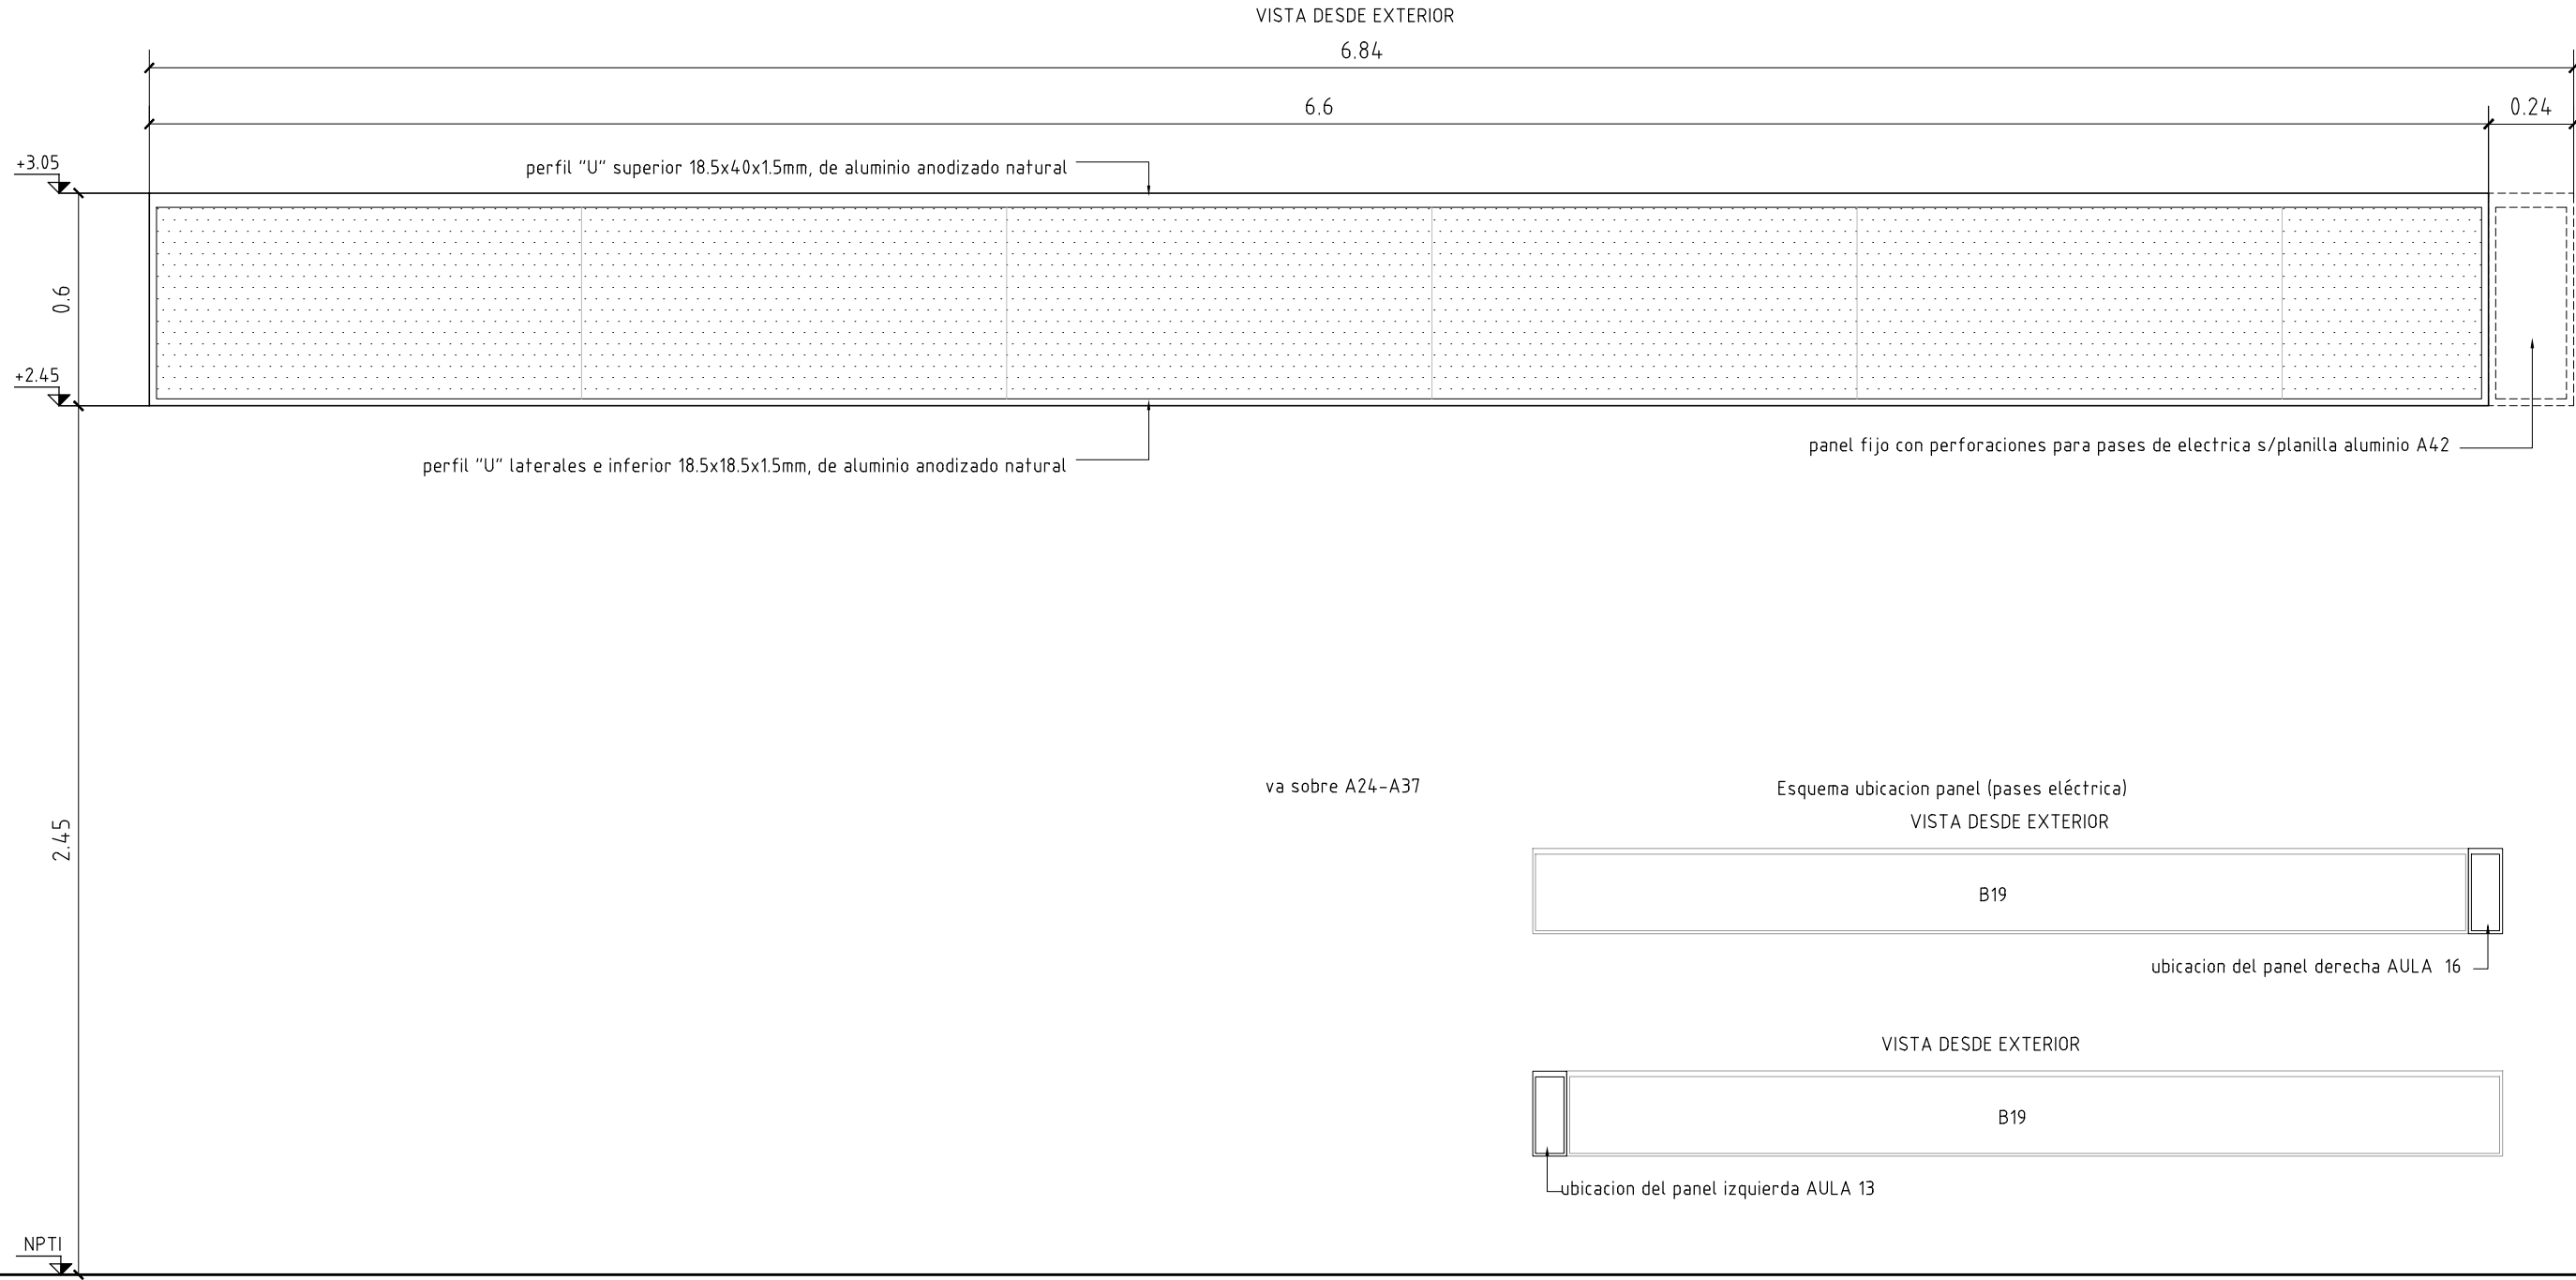 VISTA DESDE EXTERIOR
6.84
6.6
0.24
+3.05
perfil "U" superior 18.5x40x1.5mm, de aluminio anodizado natural
0.6
+2.45
perfil "U" laterales e inferior 18.5x18.5x1.5mm, de aluminio anodizado natural
panel fijo con perforaciones para pases de electrica s/planilla aluminio A42
2.45
va sobre A24-A37
Esquema ubicacion panel (pases eléctrica)
VISTA DESDE EXTERIOR
B19
ubicacion del panel derecha AULA 16
VISTA DESDE EXTERIOR
B19
ubicacion del panel izquierda AULA 13
NPTI